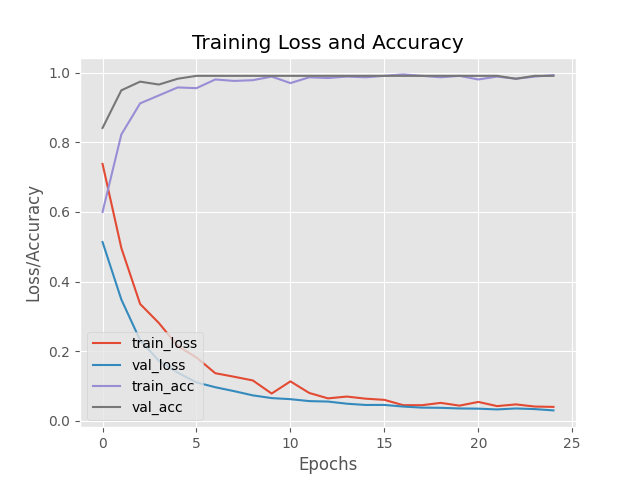 Training Loss and Accuracy
1.0
0.8
0.6
0.4
0.2
0.0
Loss/Accuracy
train_loss
val_loss
train_acc
val_acc
0 5 10 15 20 25
Epochs